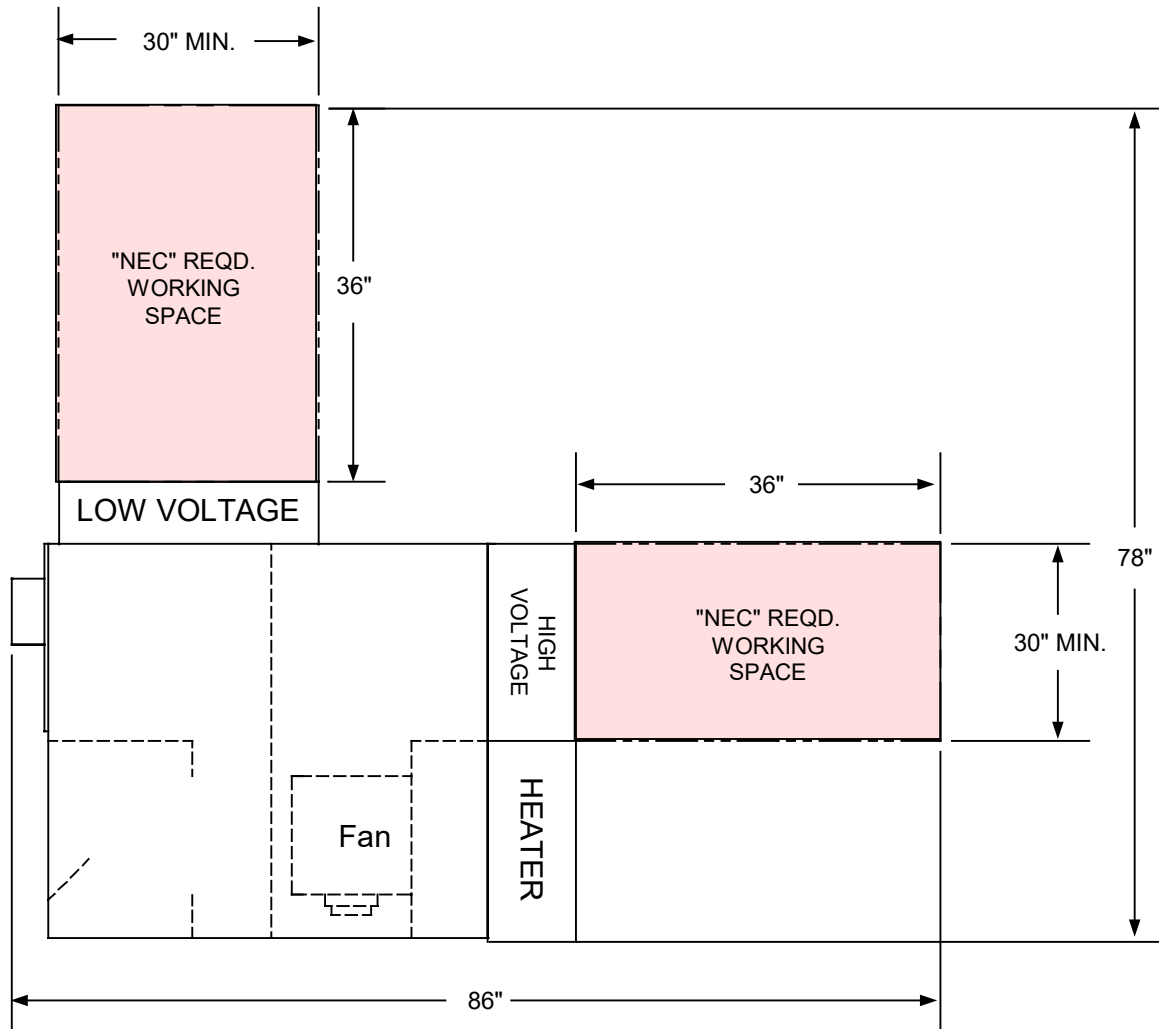 30" MIN.
"NEC" REQD.
WORKING
SPACE
36"
LOW VOLTAGE
36"
78"
HIGH
VOLTAGE
"NEC" REQD.
WORKING
SPACE
30" MIN.
HEATER
Fan
86"